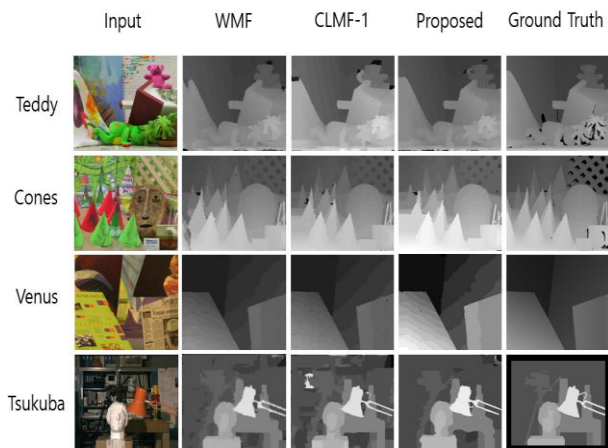 Input WMF CLMF-1 Proposed Ground Truth
Teddy
Cones
Venus
Tsukuba